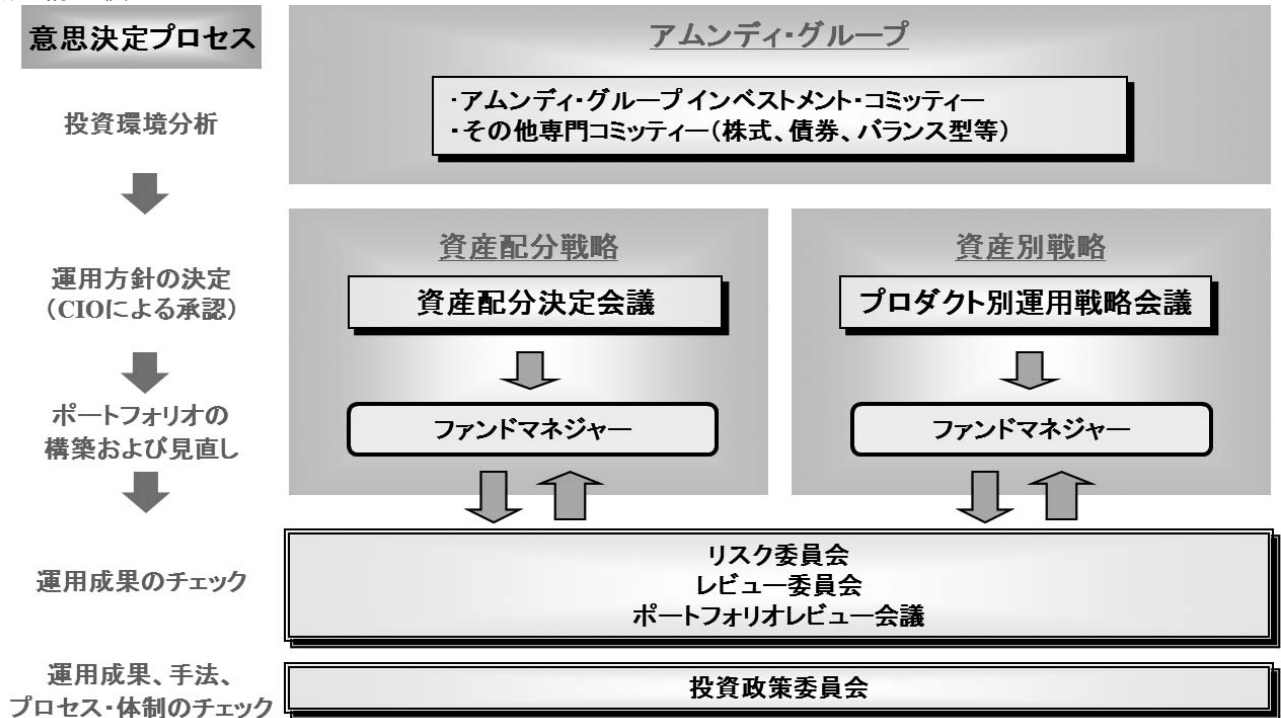 意思決定プロセス
アムンディ・グループ
・アムンディ・グループ インベストメント・コミッティー
・その他専門コミッティー(株式、債券、バランス型等)
投資環境分析
資産配分戦略
資産別戦略
運用方針の決定
(CIOによる承認)
資産配分決定会議
プロダクト別運用戦略会議
ポートフォリオの
構築および見直し
ファンドマネジャー
ファンドマネジャー
運用成果のチェック
リスク委員会
レビュー委員会
ポートフォリオレビュー会議
運用成果、手法、
プロセス・体制のチェック
投資政策委員会